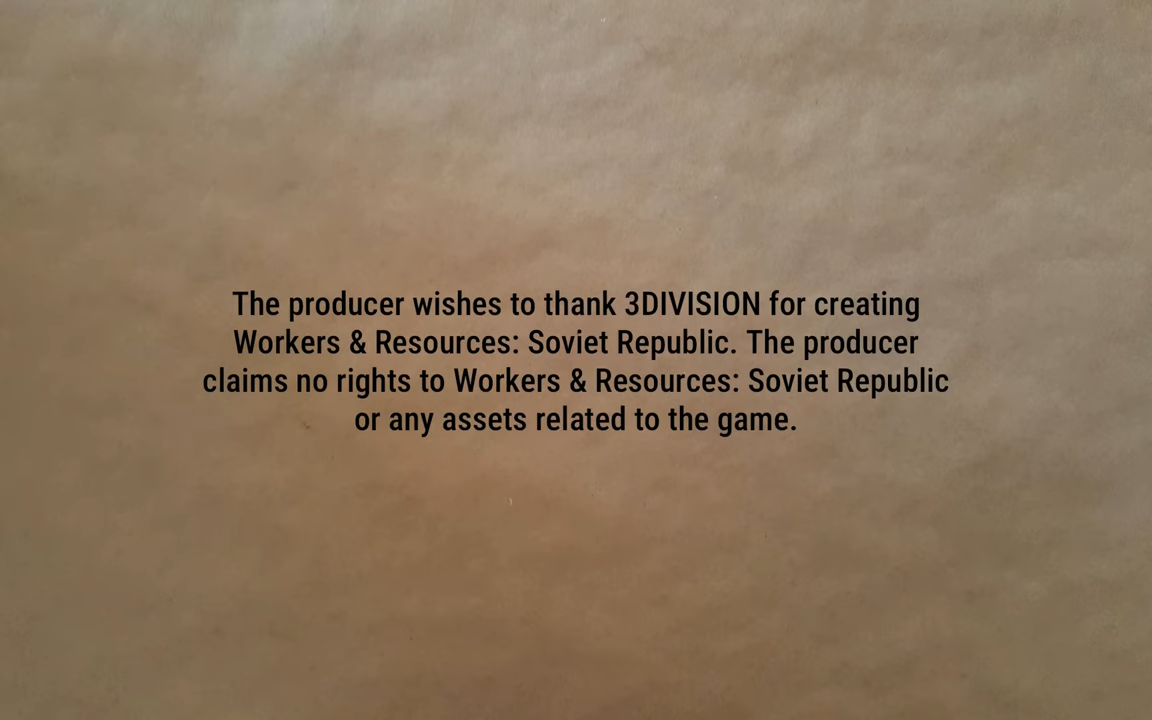 The producer wishes to thank 3DIVISION for creating
Workers & Resources: Soviet Republic. The producer
claims no rights to Workers & Resources: Soviet Republic
or any assets related to the game.